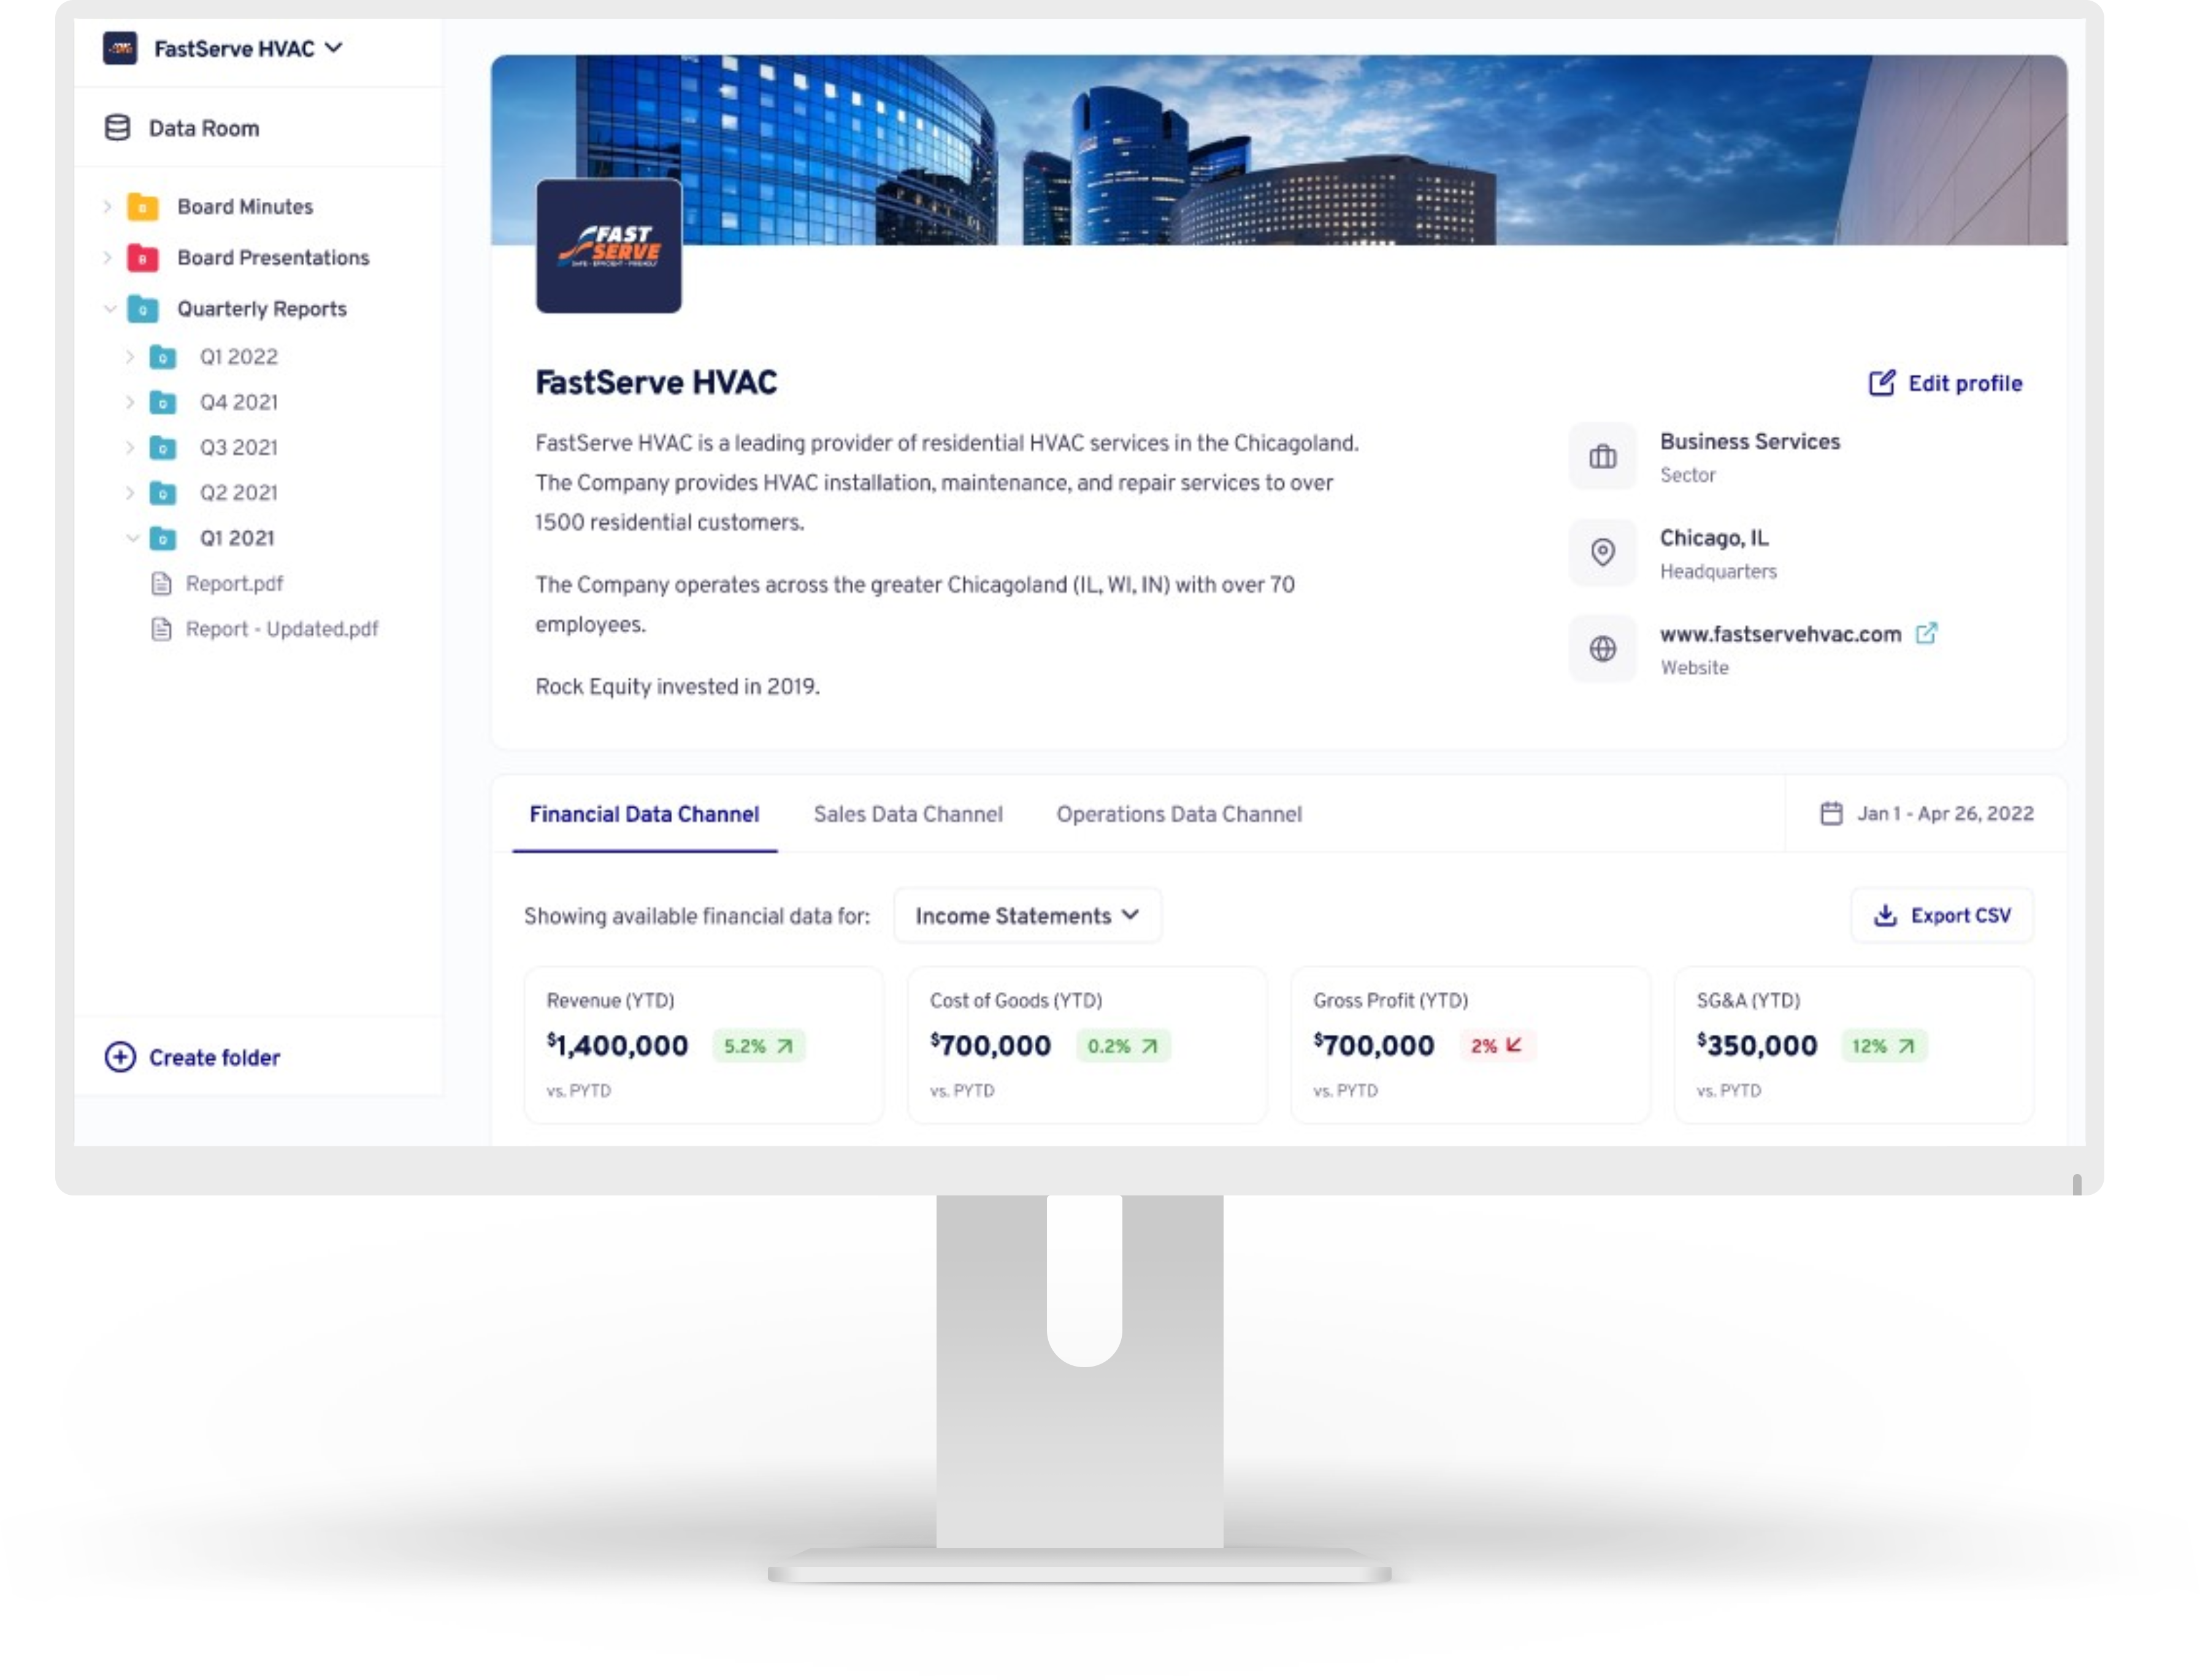 FastServe HVAC
Data Room
Board Minutes
B
Board Presentations
Q
Quarterly Reports
Q
Q1 2022
Q
Q4 2021
Q
Q3 2021
Q
Q2 2021
Q
Q1 2021
Report.pdf
Report - Updated.pdf
Create folder
FAST
SERVE
SAFE - EFFICIENT - FRIENDLY
FastServe HVAC
Edit profile
FastServe HVAC is a leading provider of residential HVAC services in the Chicagoland.
The Company provides HVAC installation, maintenance, and repair services to over
1500 residential customers.
The Company operates across the greater Chicagoland (IL, WI, IN) with over 70
employees.
Rock Equity invested in 2019.
Business Services
Sector
Chicago, IL
Headquarters
www.fastservehvac.com
Website
Financial Data Channel
Sales Data Channel
Operations Data Channel
Jan 1 - Apr 26, 2022
Showing available financial data for:
Income Statements
Export CSV
Revenue (YTD)
$1,400,000 5.2%
vs. PYTD
Cost of Goods (YTD)
$700,000 0.2%
vs. PYTD
Gross Profit (YTD)
$700,000 2%
vs. PYTD
SG&A (YTD)
$350,000 12%
vs. PYTD